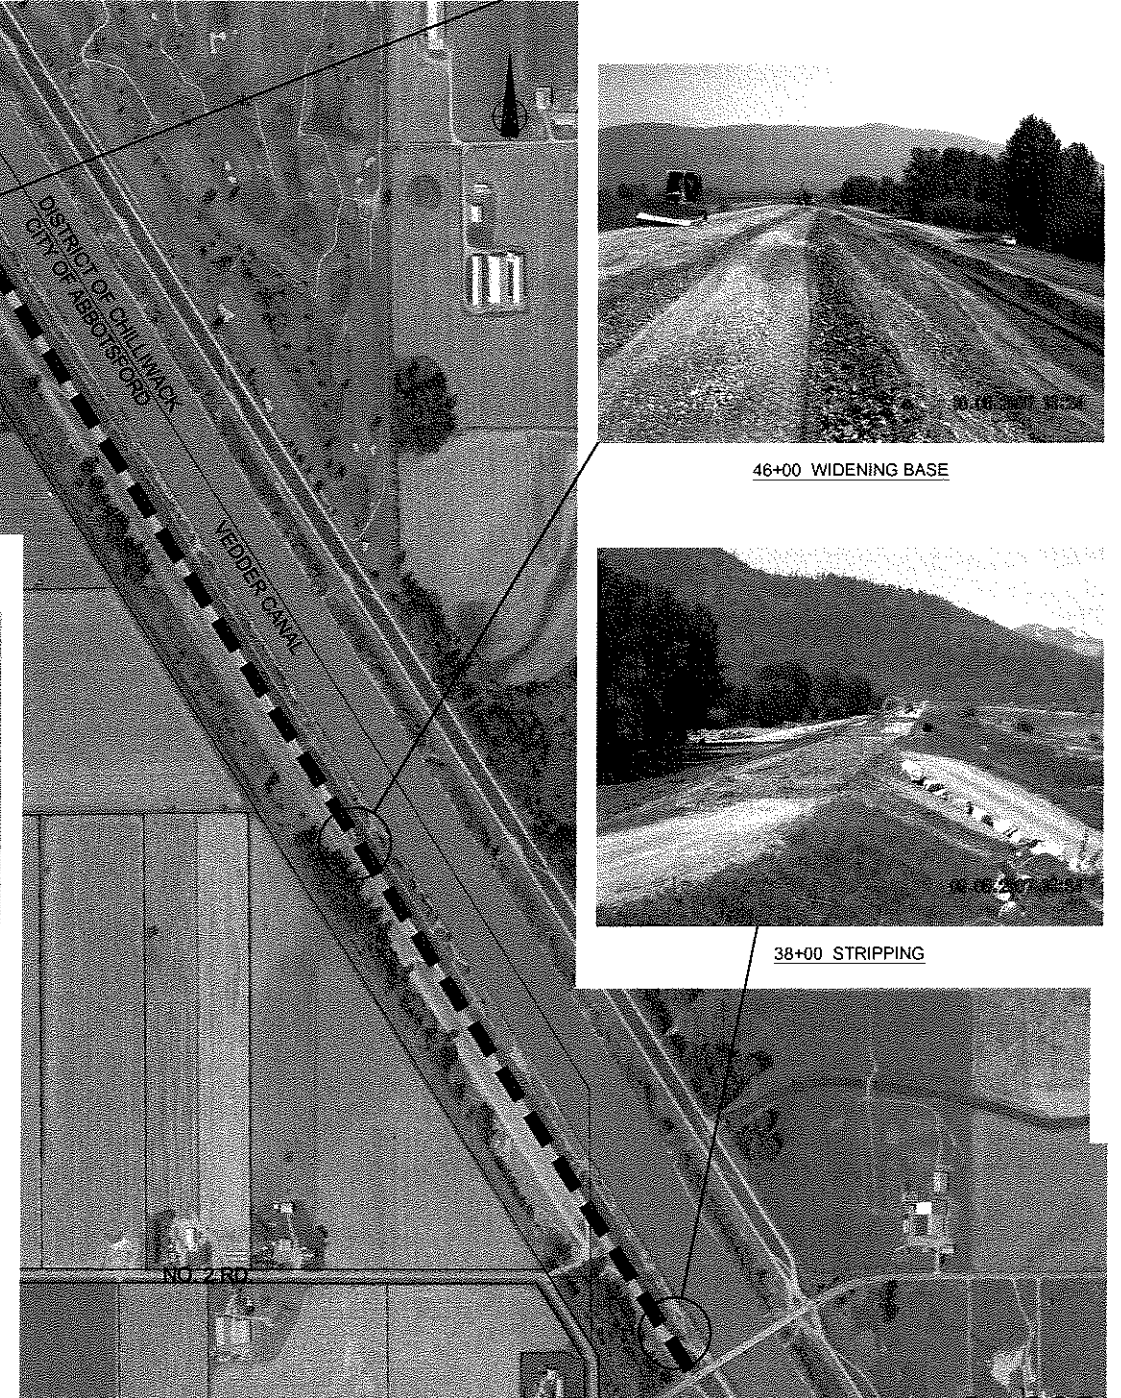 DISTRICT OF CHILLIWACK
CITY OF ABBOTSFORD
VEDDER CANAL
46+00 WIDENING BASE
38+00 STRIPPING
NO. 2 RD.